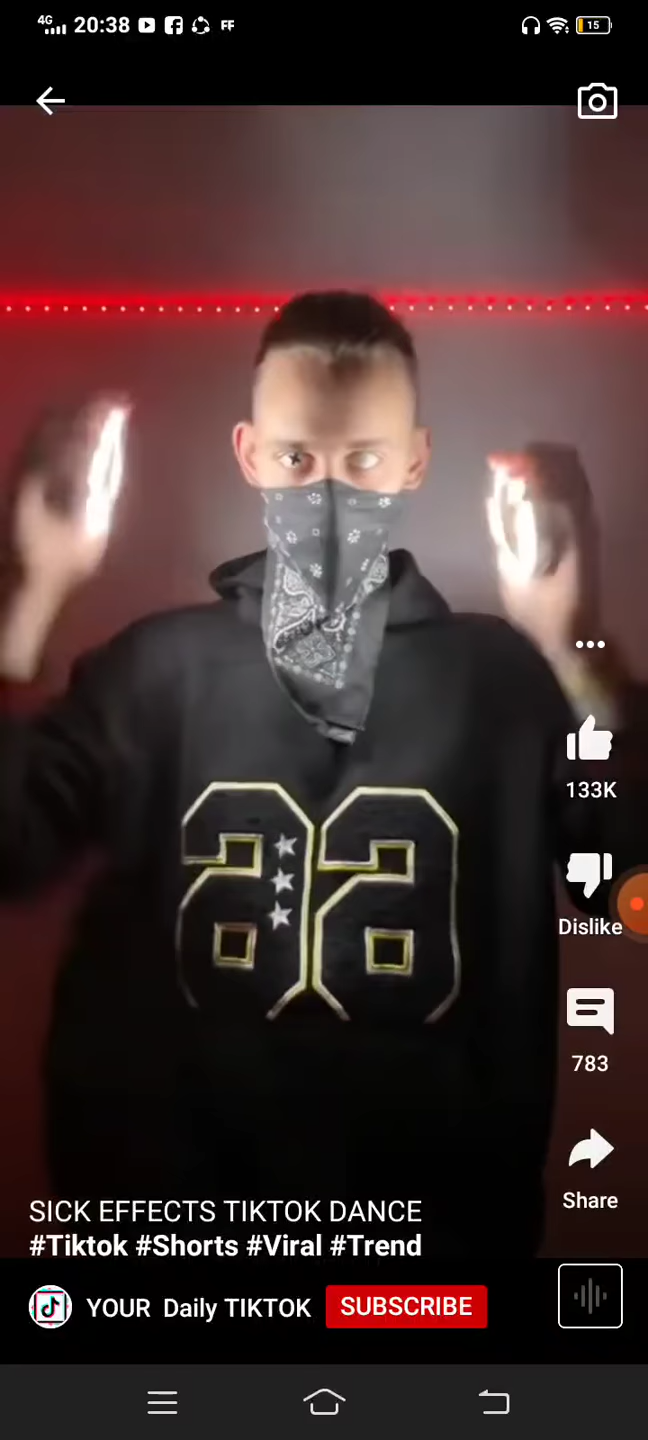 4G 20:38 FF 15
133K
Dislike
783
Share
SICK EFFECTS TIKTOK DANCE
#Tiktok #Shorts #Viral #Trend
YOUR Daily TIKTOK SUBSCRIBE